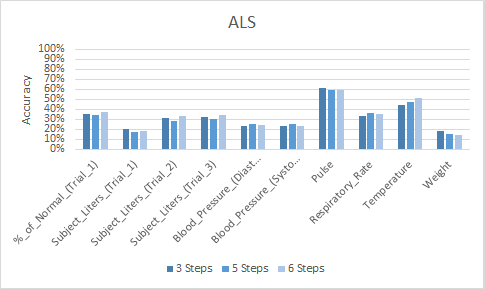 ALS
Accuracy
100%
90%
80%
70%
60%
50%
40%
30%
20%
10%
0%
%_of_Normal_(Trial_1)
Subject_Liters_(Trial_1)
Subject_Liters_(Trial_2)
Subject_Liters_(Trial_3)
Blood_Pressure_(Diast...
Blood_Pressure_(Systo...
Pulse
Respiratory_Rate
Temperature
Weight
3 Steps 5 Steps 6 Steps